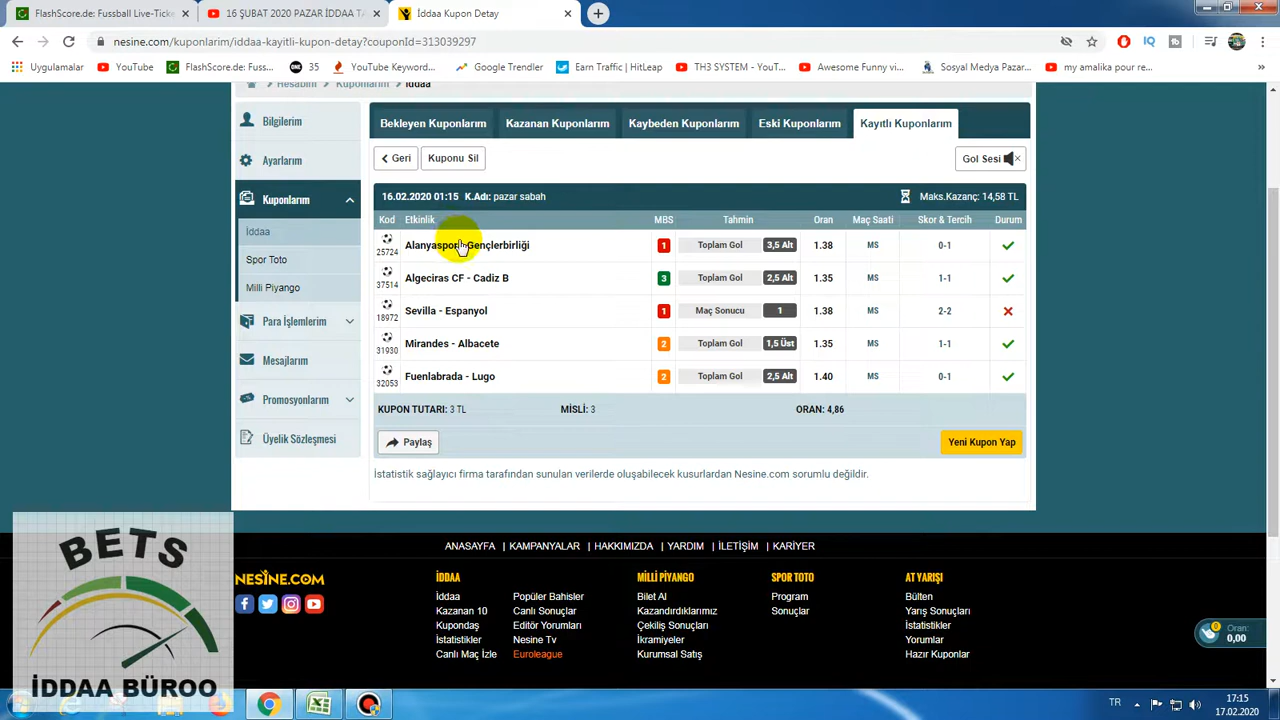 FlashScore.de: Fussball Live-Ticke
16 ŞUBAT 2020 PAZAR İDDAA TA
İddaa Kupon Detay
nesine.com/kuponlarim/iddaa-kayitli-kupon-detay?couponId=313039297
Uygulamalar
YouTube
FlashScore.de: Fuss...
35
YouTube Keyword...
Google Trendler
Earn Traffic | HitLeap
TH3 SYSTEM - YouT...
Awesome Funny vi...
Sosyal Medya Pazar...
my amalika pour re...
Hesabım Kuponlarım İddaa
Bilgilerim
Ayarlarım
Kuponlarım
İddaa
Spor Toto
Milli Piyango
Para İşlemlerim
Mesajlarım
Promosyonlarım
Üyelik Sözleşmesi
Bekleyen Kuponlarım Kazanan Kuponlarım Kaybeden Kuponlarım Eski Kuponlarım Kayıtlı Kuponlarım
Geri Kuponu Sil Gol Sesi
16.02.2020 01:15 K.Adı: pazar sabah Maks.Kazanç: 14,58 TL
Kod Etkinlik MBS Tahmin Oran Maç Saati Skor & Tercih Durum
25724 Alanyaspor - Gençlerbirliği 1 Toplam Gol 3,5 Alt 1.38 MS 0-1
37514 Algeciras CF - Cadiz B 3 Toplam Gol 2,5 Alt 1.35 MS 1-1
18972 Sevilla - Espanyol 1 Maç Sonucu 1 1.38 MS 2-2
31930 Mirandes - Albacete 2 Toplam Gol 1,5 Üst 1.35 MS 1-1
32053 Fuenlabrada - Lugo 2 Toplam Gol 2,5 Alt 1.40 MS 0-1
KUPON TUTARI: 3 TL MİSLİ: 3 ORAN: 4,86
Paylaş Yeni Kupon Yap
İstatistik sağlayıcı firma tarafından sunulan verilerde oluşabilecek kusurlardan Nesine.com sorumlu değildir.
ANASAYFA | KAMPANYALAR | HAKKIMIZDA | YARDIM | İLETİŞİM | KARİYER
NESİNE.COM
İDDAA
İddaa Popüler Bahisler
Kazanan 10 Canlı Sonuçlar
Kupondaş Editör Yorumları
İstatistikler Nesine Tv
Canlı Maç İzle Euroleague
MİLLİ PİYANGO
Bilet Al
Kazandırdıklarımız
Çekiliş Sonuçları
İkramiyeler
Kurumsal Satış
SPOR TOTO
Program
Sonuçlar
AT YARIŞI
Bülten
Yarış Sonuçları
İstatistikler
Yorumlar
Hazır Kuponlar
0 Oran:
0,00
BETS
İDDAA BÜROO
TR 17:15
17.02.2020